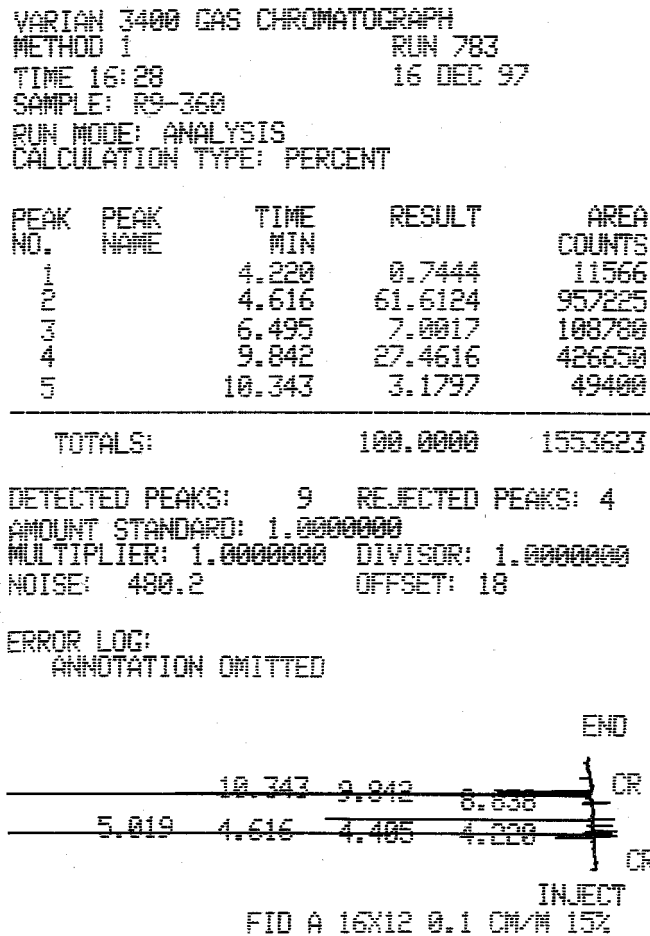 VARIAN 3400 GAS CHROMATOGRAPH
METHOD 1 RUN 783
TIME 16:28 16 DEC 97
SAMPLE: R9-360
RUN MODE: ANALYSIS
CALCULATION TYPE: PERCENT
PEAK PEAK TIME RESULT AREA
NO. NAME MIN COUNTS
1 4.220 0.7444 11566
2 4.616 61.6124 957225
3 6.495 7.0017 108780
4 9.842 27.4616 426650
5 10.343 3.1797 49400
TOTALS: 100.0000 1553623
DETECTED PEAKS: 9 REJECTED PEAKS: 4
AMOUNT STANDARD: 1.0000000
MULTIPLIER: 1.0000000 DIVISOR: 1.0000000
NOISE: 480.2 OFFSET: 18
ERROR LOG:
ANNOTATION OMITTED
END
CR
10.343 9.842 8.838
5.019 4.616 4.405 4.220
CR
INJECT
FID A 16X12 0.1 CM/M 15%